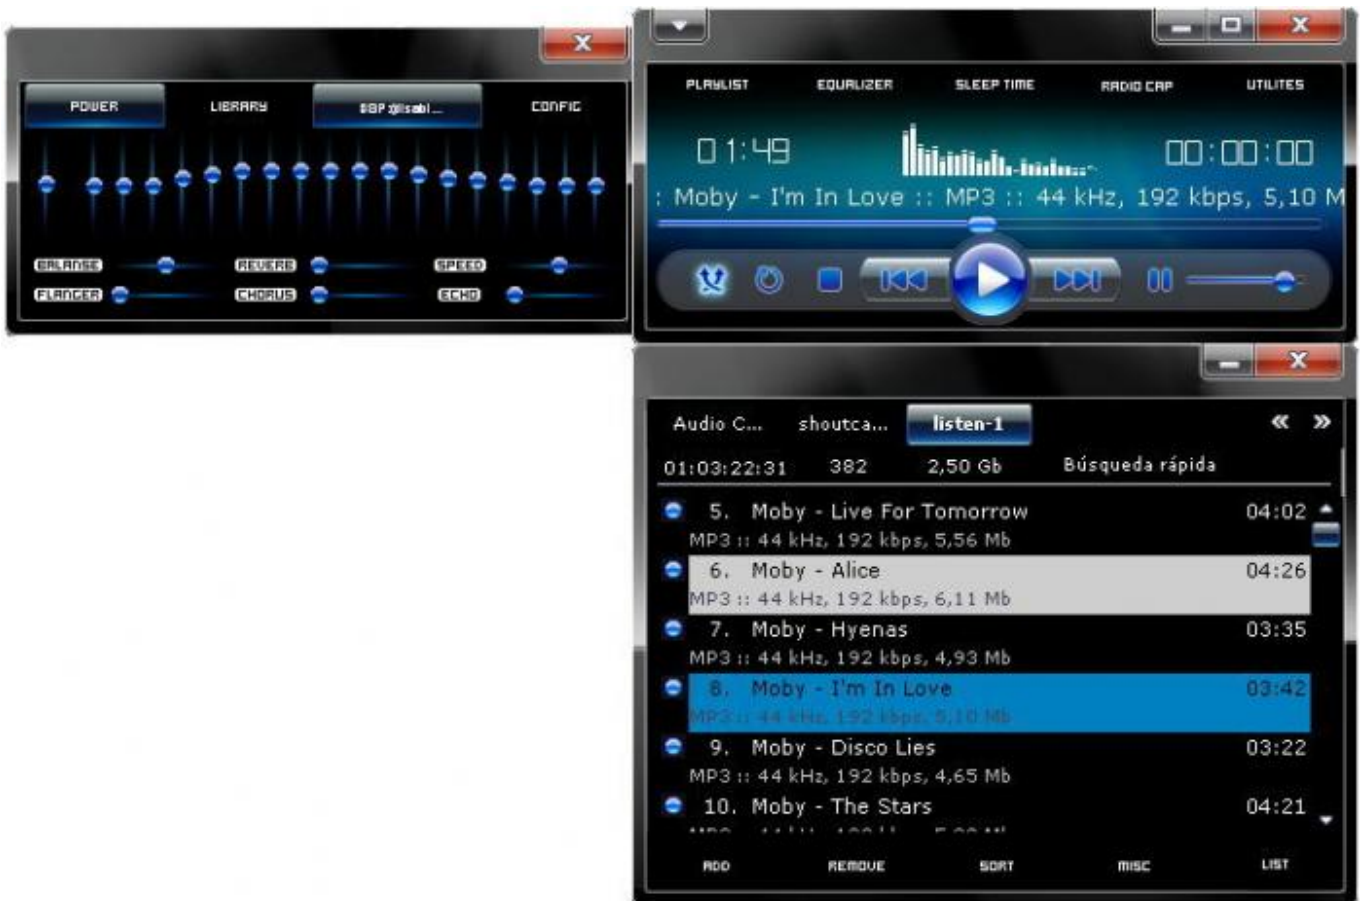 POWER LIBRARY CONFIG
BALANSE REVERB SPEED
FLANGER CHORUS ECHO
PLAYLIST EQUALIZER SLEEP TIME RADIO CAP UTILITES
01:49 00:00:00
: Moby - I'm In Love :: MP3 :: 44 kHz, 192 kbps, 5,10 M
Audio C... shoutca... listen-1
01:03:22:31 382 2,50 Gb Búsqueda rápida
5. Moby - Live For Tomorrow 04:02
MP3 :: 44 kHz, 192 kbps, 5,56 Mb
6. Moby - Alice 04:26
MP3 :: 44 kHz, 192 kbps, 6,11 Mb
7. Moby - Hyenas 03:35
MP3 :: 44 kHz, 192 kbps, 4,93 Mb
8. Moby - I'm In Love 03:42
MP3 :: 44 kHz, 192 kbps, 5,10 Mb
9. Moby - Disco Lies 03:22
MP3 :: 44 kHz, 192 kbps, 4,65 Mb
10. Moby - The Stars 04:21
ADD REMOVE SORT MISC LIST